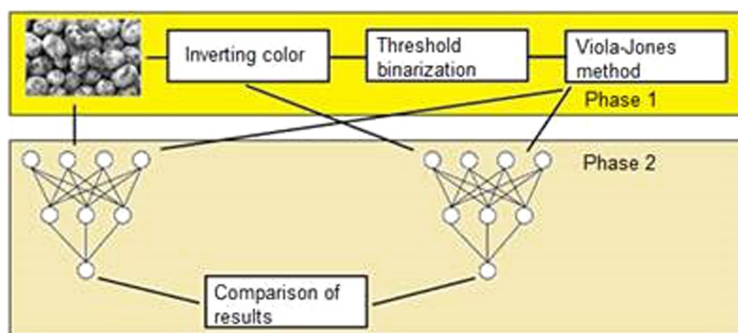 Inverting color
Threshold
binarization
Viola-Jones
method
Phase 1
Phase 2
Comparison of
results